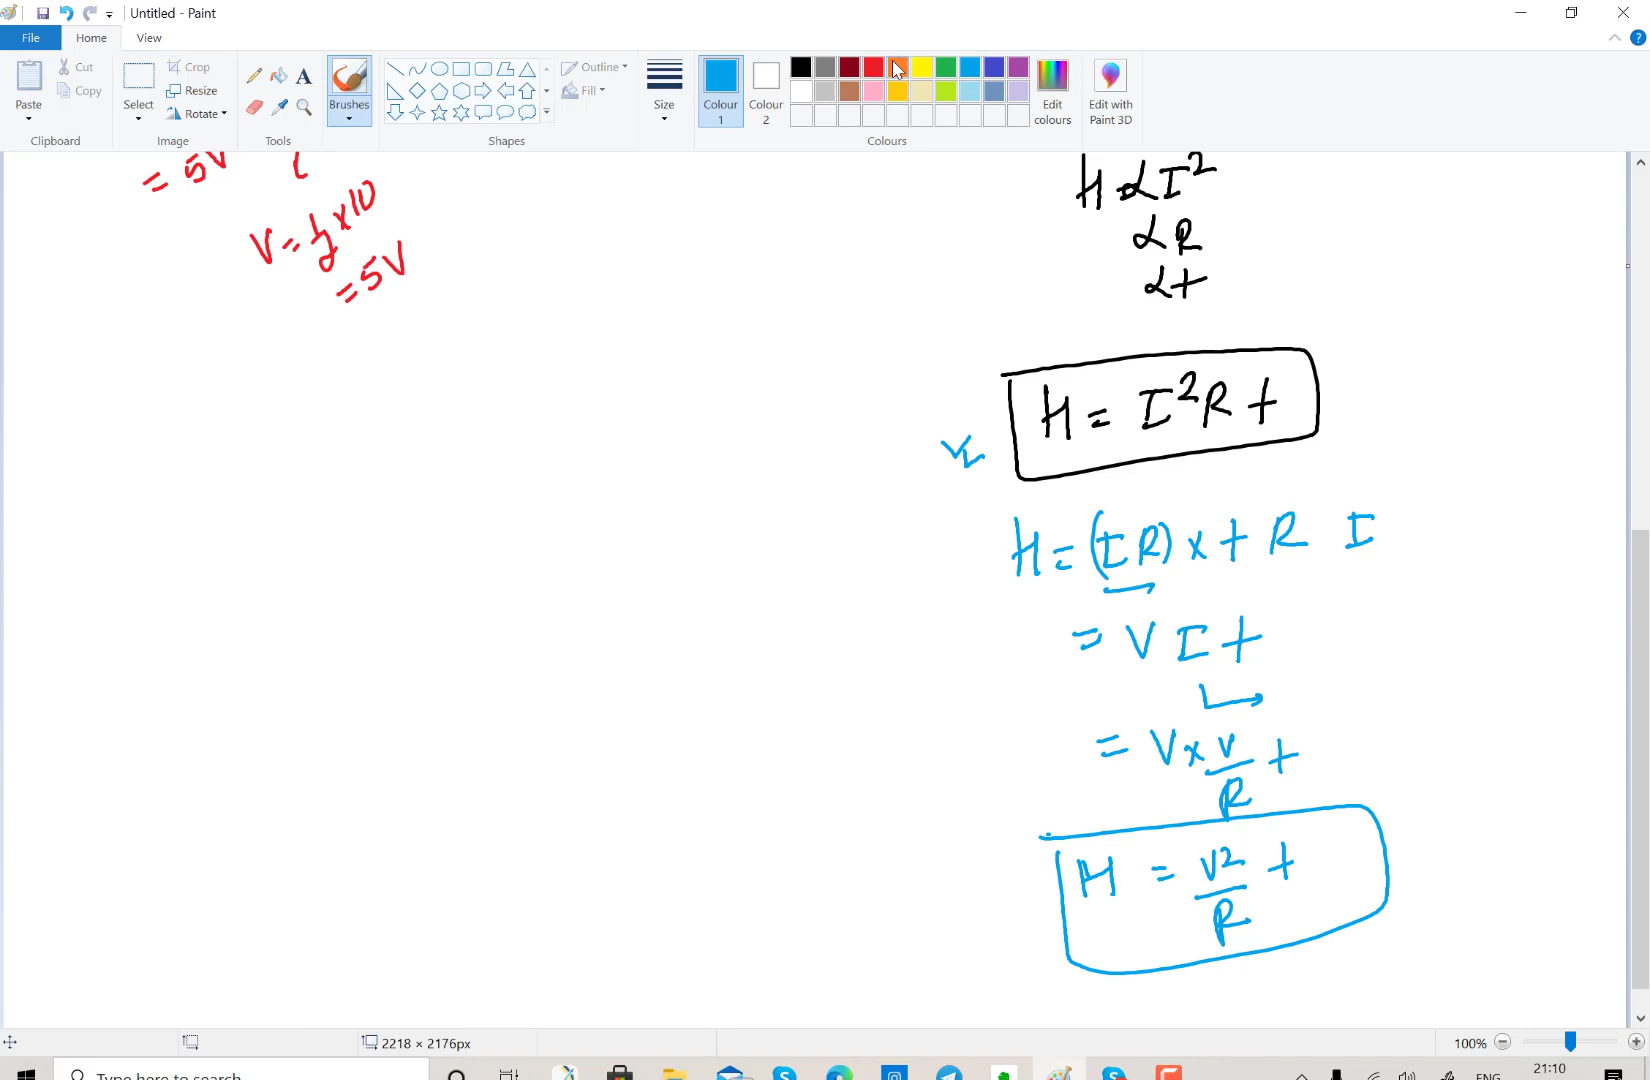 Untitled - Paint
File
Home
View
Paste
Cut
Copy
Clipboard
Select
Crop
Resize
Rotate
Image
Tools
Brushes
Outline
Fill
Shapes
Size
Colour 1
Colour 2
Edit colours
Edit with Paint 3D
Colours
= 5V
V = ½ × 10
= 5V
H ∝ I²
∝ R
∝ t
H = I²R t
H = (IR) × t R I
= V I t
= V × V/R t
H = V²/R t
2218 × 2176px
100%
Type here to search
ENG
21:10